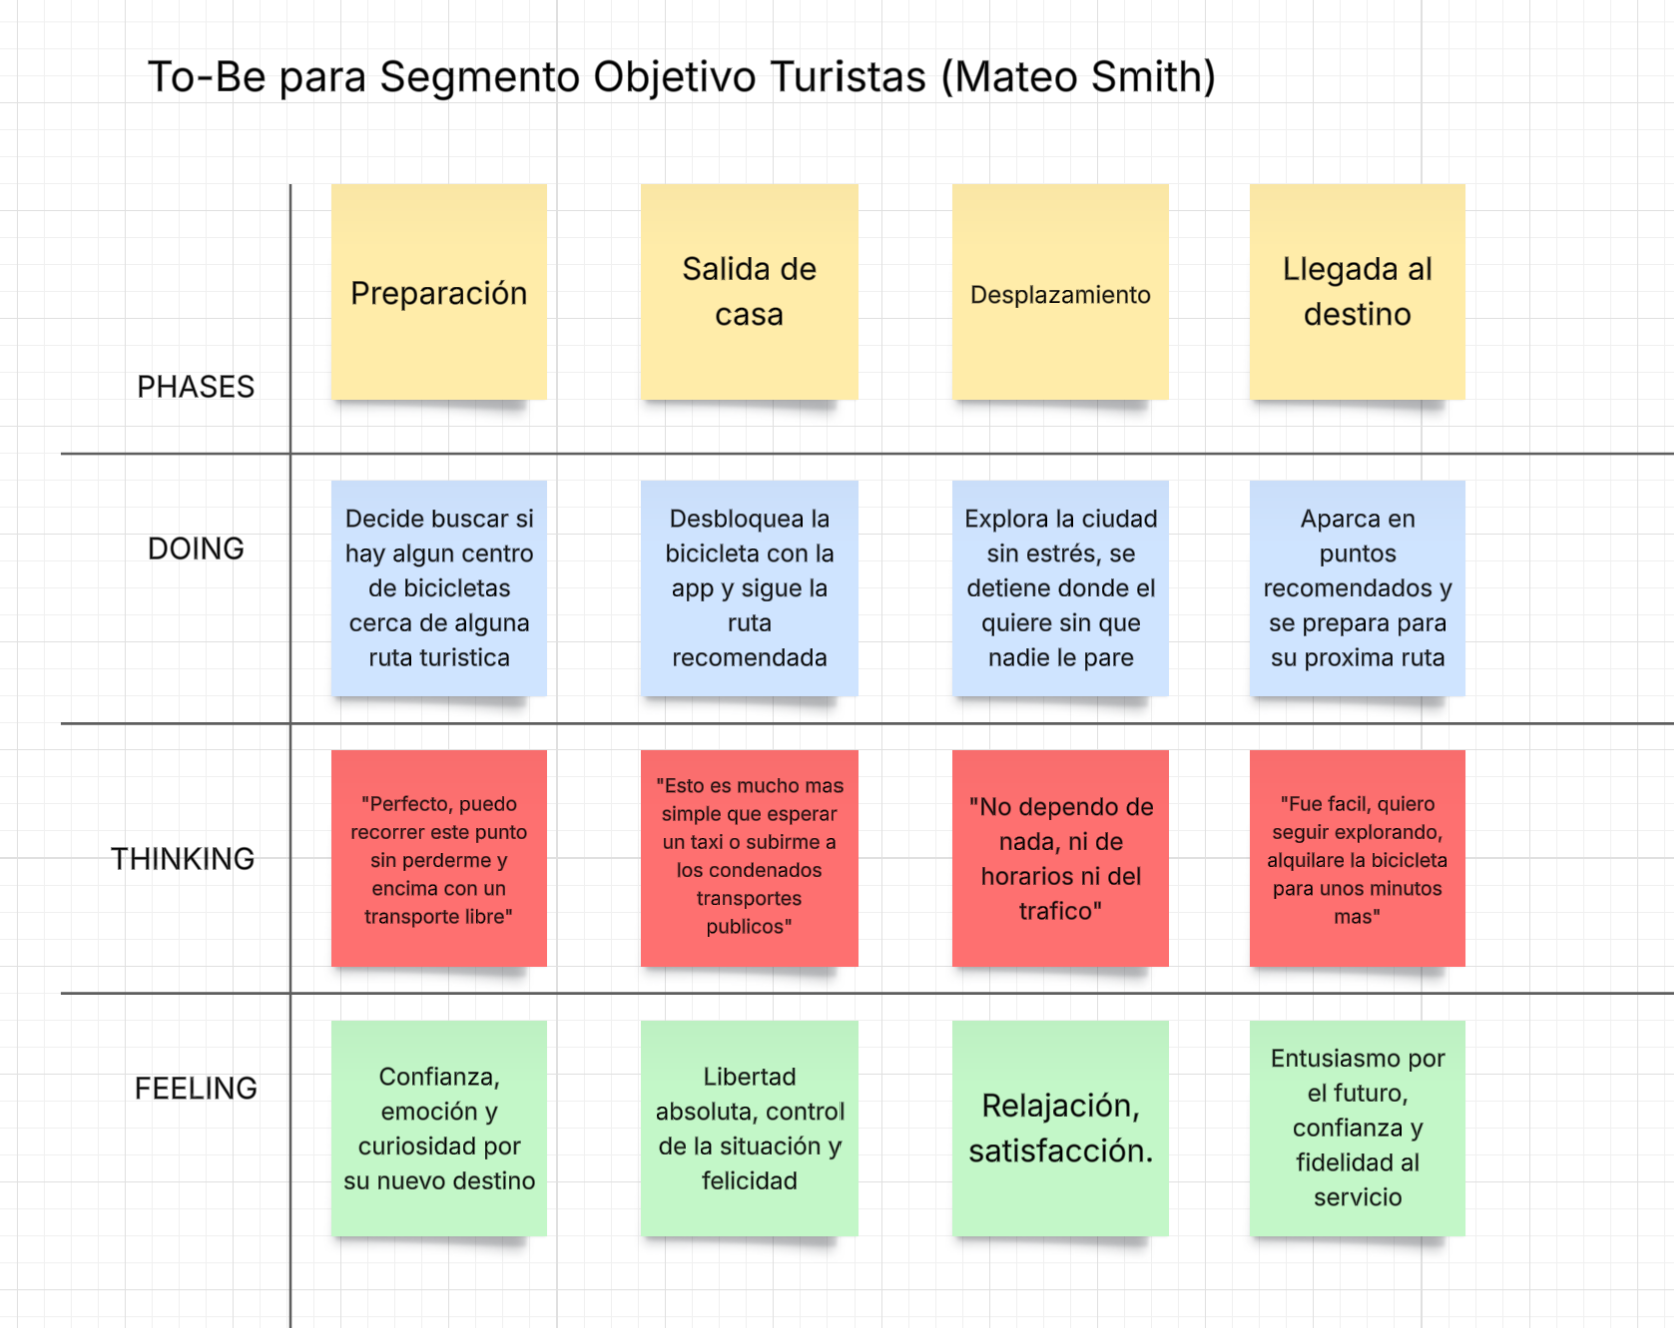 To-Be para Segmento Objetivo Turistas (Mateo Smith)
Preparación
Salida de
casa
Desplazamiento
Llegada al
destino
PHASES
DOING
Decide buscar si
hay algun centro
de bicicletas
cerca de alguna
ruta turistica
Desbloquea la
bicicleta con la
app y sigue la
ruta
recomendada
Explora la ciudad
sin estrés, se
detiene donde el
quiere sin que
nadie le pare
Aparca en
puntos
recomendados y
se prepara para
su proxima ruta
THINKING
"Perfecto, puedo
recorrer este punto
sin perderme y
encima con un
transporte libre"
"Esto es mucho mas
simple que esperar
un taxi o subirme a
los condenados
transportes
publicos"
"No dependo de
nada, ni de
horarios ni del
trafico"
"Fue facil, quiero
seguir explorando,
alquilare la bicicleta
para unos minutos
mas"
FEELING
Confianza,
emoción y
curiosidad por
su nuevo destino
Libertad
absoluta, control
de la situación y
felicidad
Relajación,
satisfacción.
Entusiasmo por
el futuro,
confianza y
fidelidad al
servicio